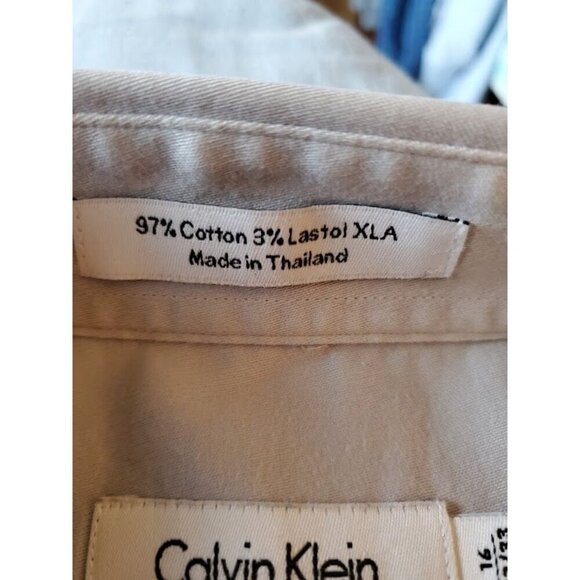 97% Cotton 3% Lastol XLA
Made in Thailand
Calvin Klein
16